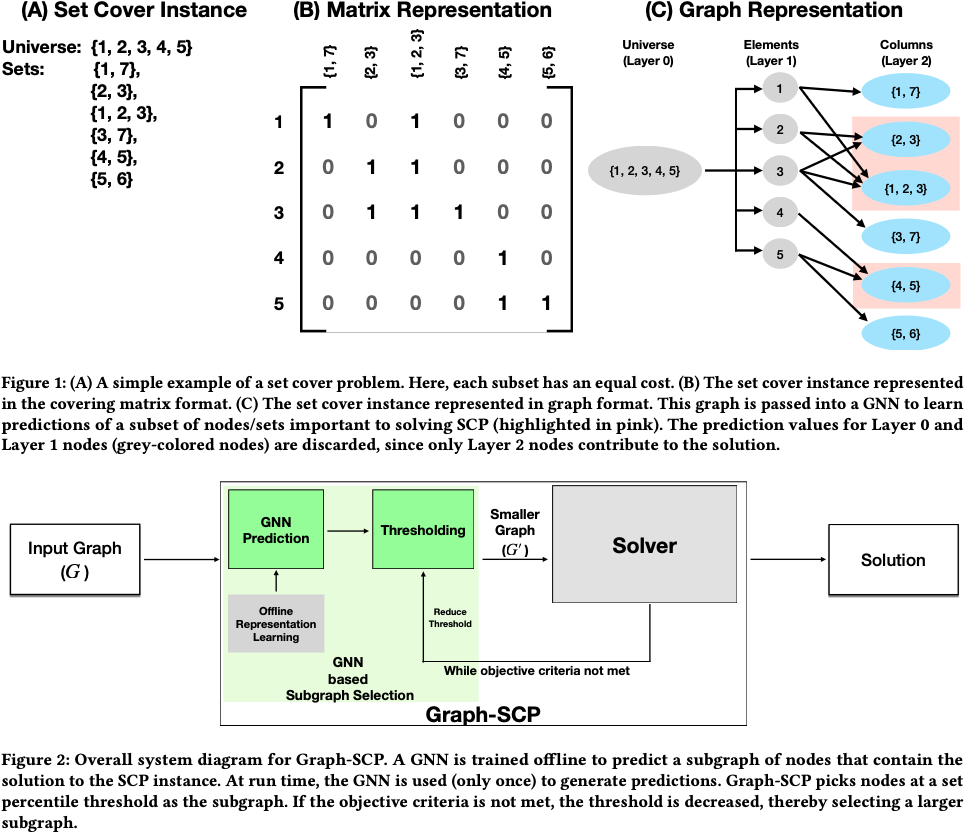 (A) Set Cover Instance
Universe: {1, 2, 3, 4, 5}
Sets: {1, 7},
{2, 3},
{1, 2, 3},
{3, 7},
{4, 5},
{5, 6}
(B) Matrix Representation
{1, 7} {2, 3} {1, 2, 3} {3, 7} {4, 5} {5, 6}
1 1 0 1 0 0 0
2 0 1 1 0 0 0
3 0 1 1 1 0 0
4 0 0 0 0 1 0
5 0 0 0 0 1 1
(C) Graph Representation
Universe
(Layer 0)
Elements
(Layer 1)
Columns
(Layer 2)
{1, 2, 3, 4, 5}
1
2
3
4
5
{1, 7}
{2, 3}
{1, 2, 3}
{3, 7}
{4, 5}
{5, 6}
Figure 1: (A) A simple example of a set cover problem. Here, each subset has an equal cost. (B) The set cover instance represented
in the covering matrix format. (C) The set cover instance represented in graph format. This graph is passed into a GNN to learn
predictions of a subset of nodes/sets important to solving SCP (highlighted in pink). The prediction values for Layer 0 and
Layer 1 nodes (grey-colored nodes) are discarded, since only Layer 2 nodes contribute to the solution.
Input Graph
(G)
GNN
Prediction
Thresholding
Offline
Representation
Learning
Reduce
Threshold
GNN
based
Subgraph Selection
Smaller
Graph
(G′)
Solver
While objective criteria not met
Graph-SCP
Solution
Figure 2: Overall system diagram for Graph-SCP. A GNN is trained offline to predict a subgraph of nodes that contain the
solution to the SCP instance. At run time, the GNN is used (only once) to generate predictions. Graph-SCP picks nodes at a set
percentile threshold as the subgraph. If the objective criteria is not met, the threshold is decreased, thereby selecting a larger
subgraph.